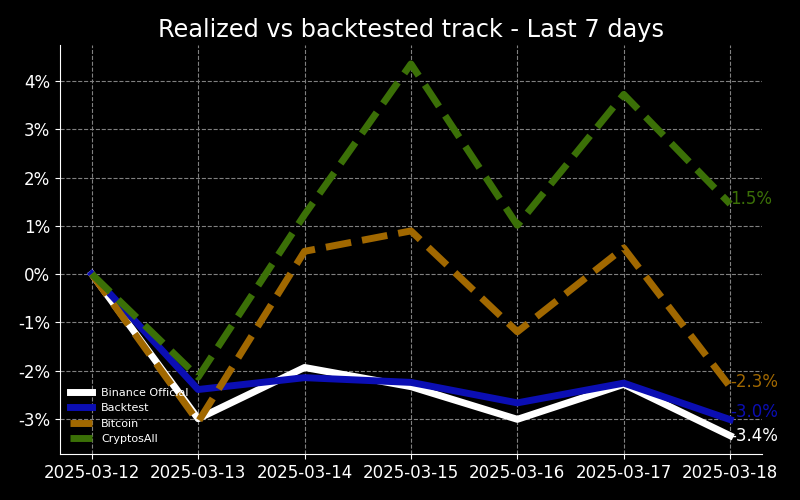 Realized vs backtested track - Last 7 days
4%
3%
2%
1%
0%
-1%
-2%
-3%
1.5%
-2.3%
-3.0%
-3.4%
Binance Official
Backtest
Bitcoin
CryptosAll
2025-03-12 2025-03-13 2025-03-14 2025-03-15 2025-03-16 2025-03-17 2025-03-18